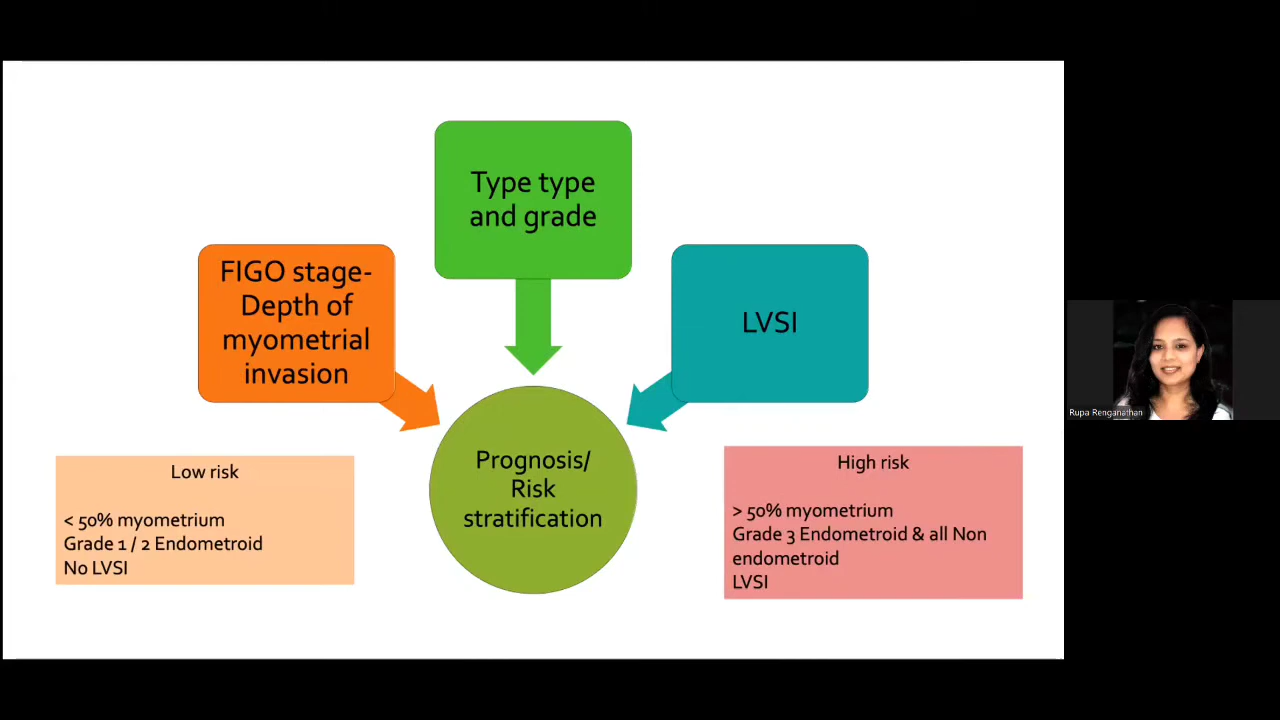 Type type
and grade
FIGO stage-
Depth of
myometrial
invasion
LVSI
Prognosis/
Risk
stratification
Low risk
< 50% myometrium
Grade 1 / 2 Endometroid
No LVSI
High risk
> 50% myometrium
Grade 3 Endometroid & all Non
endometroid
LVSI
Rupa Renganathan